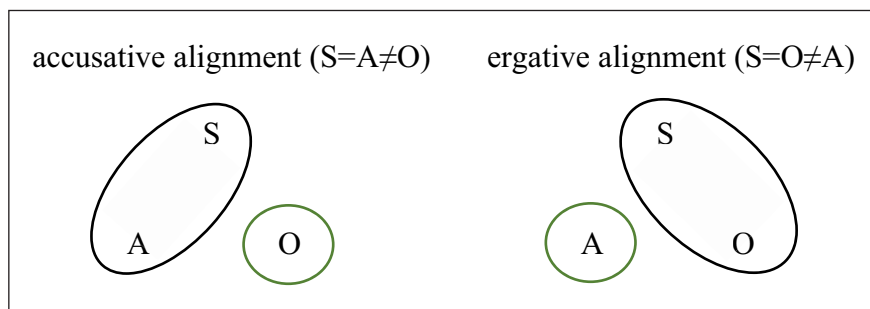 accusative alignment (S=A≠O)
ergative alignment (S=O≠A)
S
A
O
S
A
O